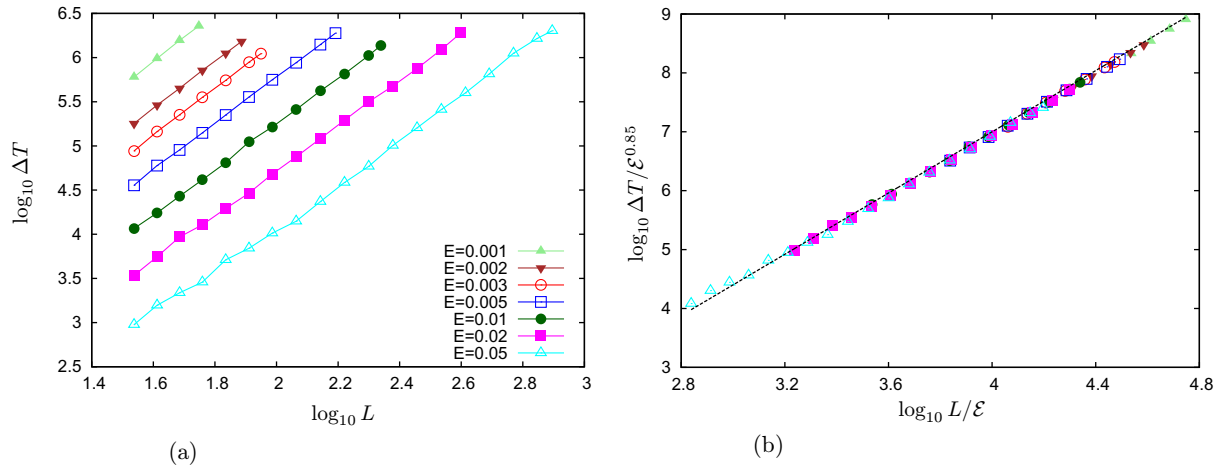 6.5
6
5.5
5
4.5
4
3.5
3
2.5
log₁₀ ΔT
E=0.001
E=0.002
E=0.003
E=0.005
E=0.01
E=0.02
E=0.05
1.4 1.6 1.8 2 2.2 2.4 2.6 2.8 3
log₁₀ L
(a)
9
8
7
6
5
4
3
log₁₀ ΔT/ℰ^0.85
2.8 3.2 3.6 4 4.4 4.8
log₁₀ L/ℰ
(b)